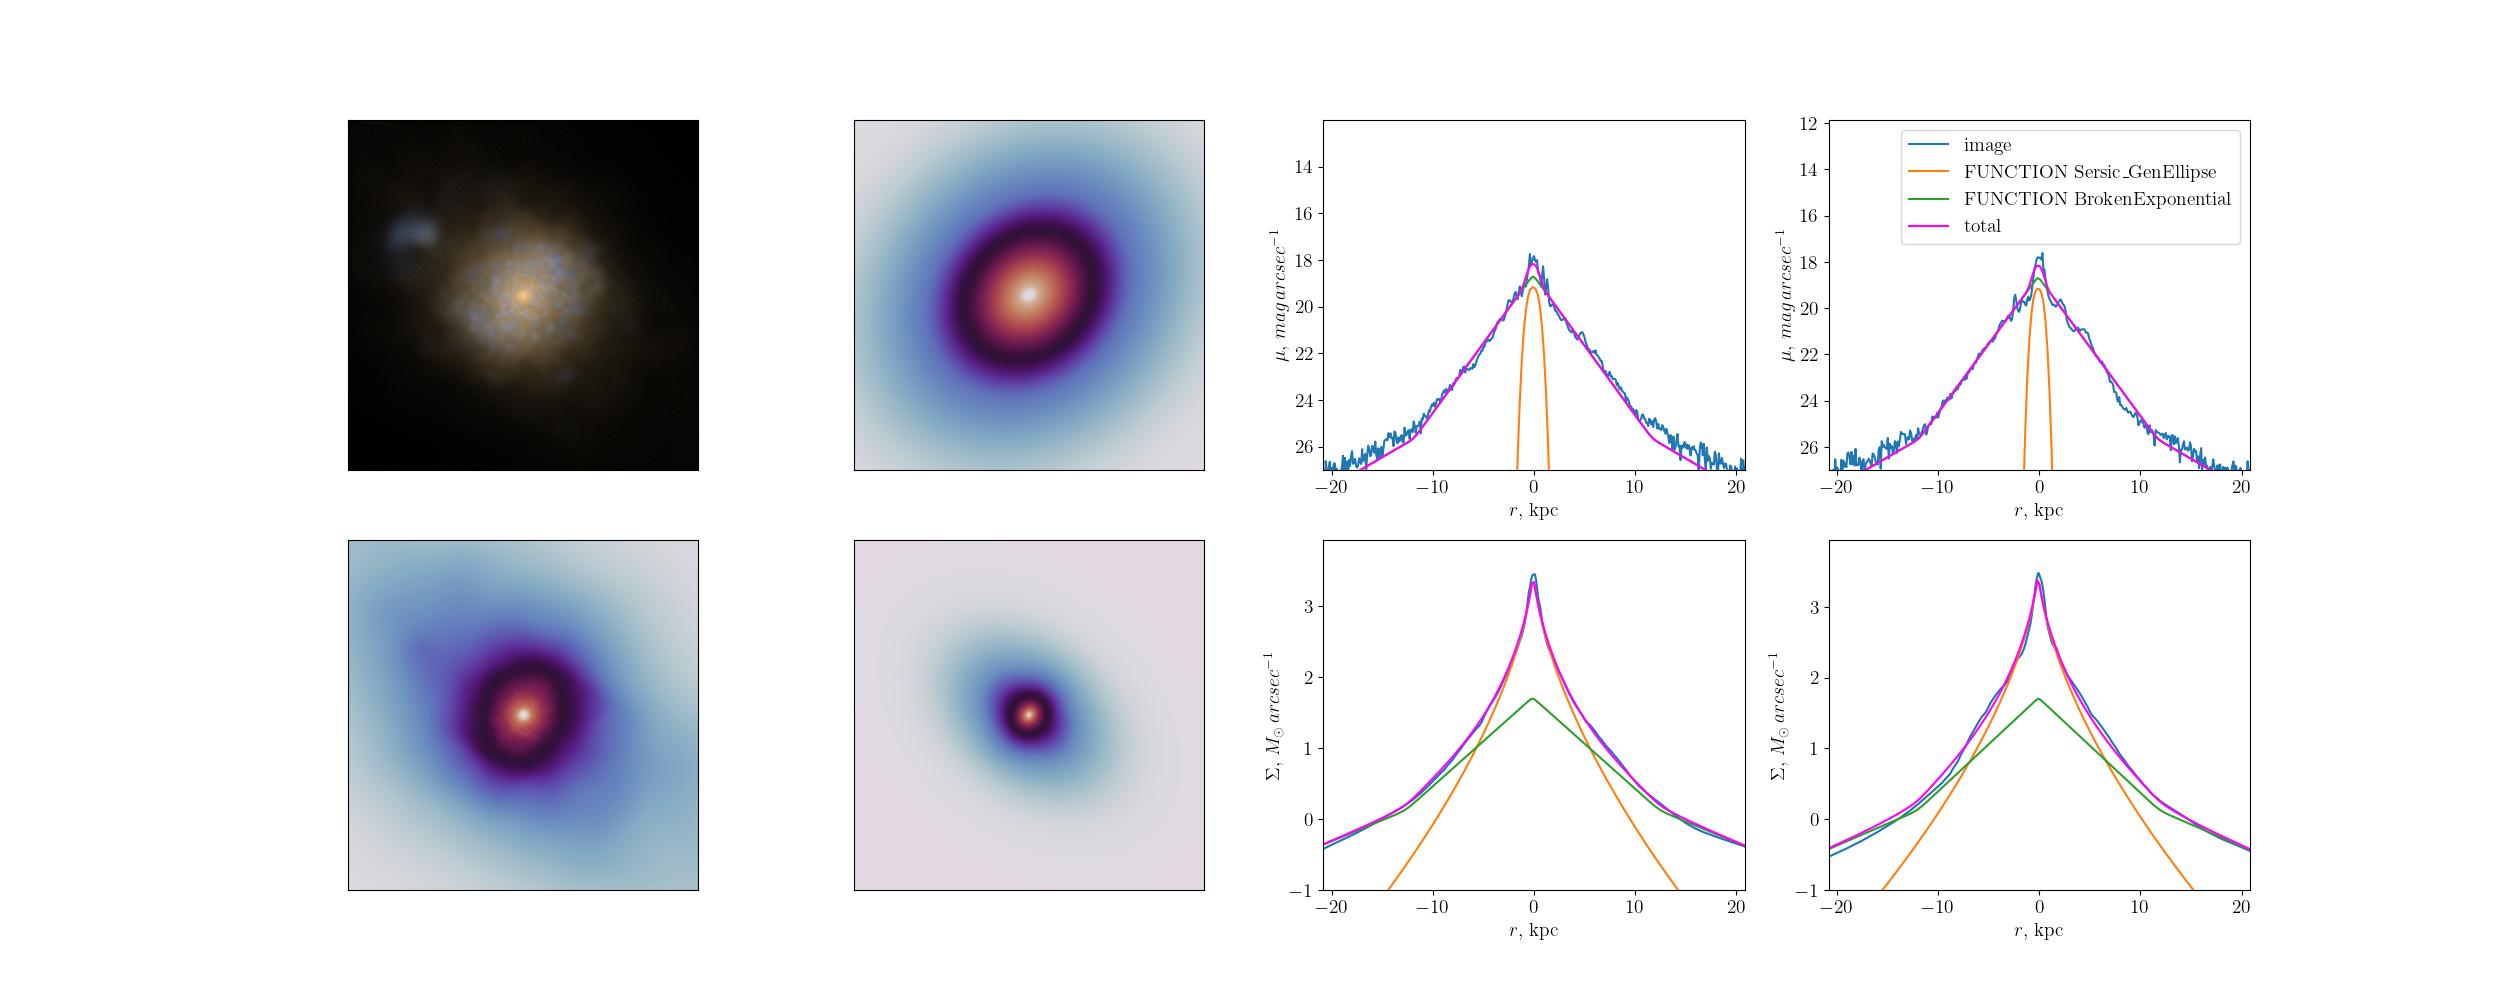 14
16
18
20
22
24
26
μ, mag arcsec⁻¹
−20 −10 0 10 20
r, kpc
12
14
16
18
20
22
24
26
μ, mag arcsec⁻¹
image
FUNCTION Sersic_GenEllipse
FUNCTION BrokenExponential
total
−20 −10 0 10 20
r, kpc
3
2
1
0
−1
Σ, M⊙ arcsec⁻¹
−20 −10 0 10 20
r, kpc
3
2
1
0
−1
Σ, M⊙ arcsec⁻¹
−20 −10 0 10 20
r, kpc